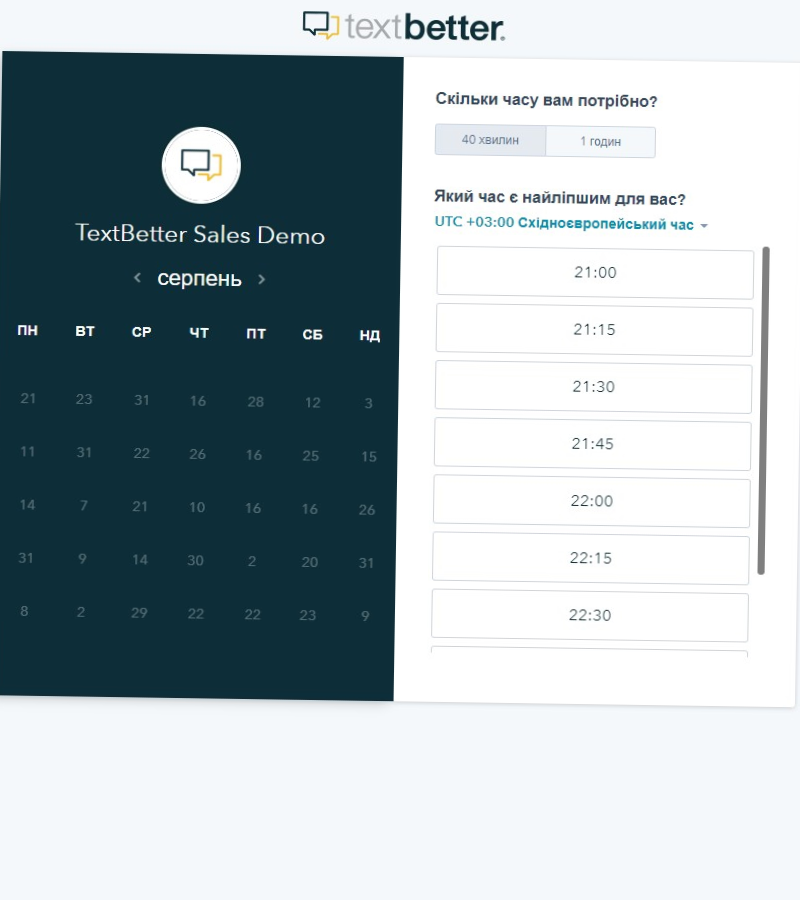 textbetter.
TextBetter Sales Demo
серпень
ПН ВТ СР ЧТ ПТ СБ НД
21 23 31 16 28 12 3
11 31 22 26 16 25 15
14 7 21 10 16 16 26
31 9 14 30 2 20 31
8 2 29 22 22 23 9
Скільки часу вам потрібно?
40 хвилин 1 годин
Який час є найліпшим для вас?
UTC +03:00 Східноєвропейський час
21:00
21:15
21:30
21:45
22:00
22:15
22:30